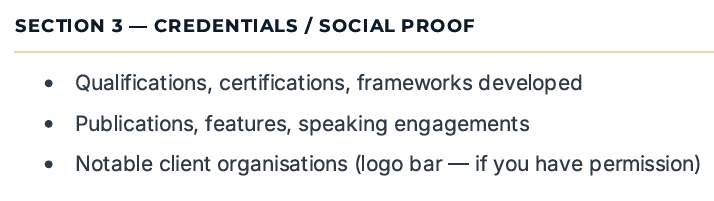 SECTION 3 — CREDENTIALS / SOCIAL PROOF
• Qualifications, certifications, frameworks developed
• Publications, features, speaking engagements
• Notable client organisations (logo bar — if you have permission)